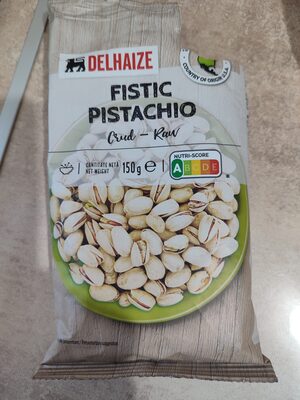 DELHAIZE
COUNTRY OF ORIGIN U.S.A.
FISTIC
PISTACHIO
Crud – Raw
CANTITATE NETĂ
NET WEIGHT
150g e
NUTRI-SCORE
A B C D E